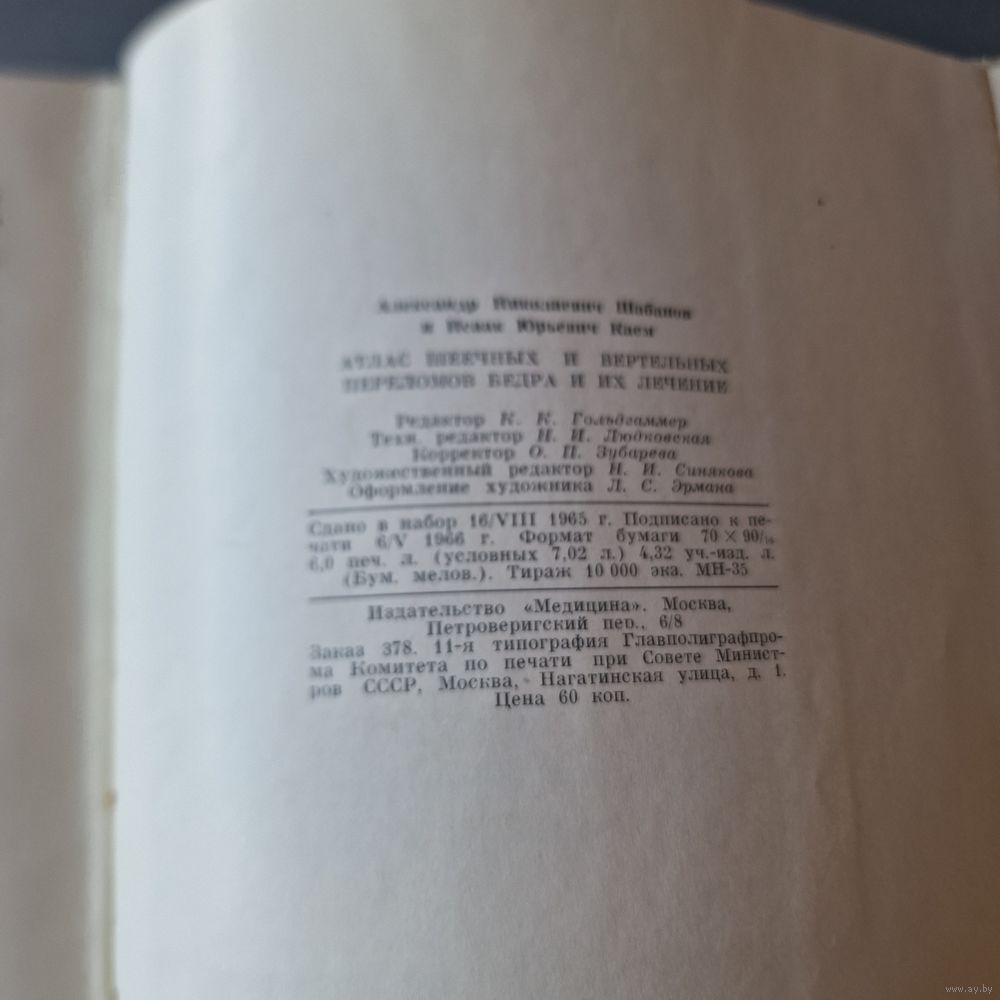 Александр Николаевич Шабанов
и Исаак Юрьевич Каем
АТЛАС ШЕЕЧНЫХ И ВЕРТЕЛЬНЫХ
ПЕРЕЛОМОВ БЕДРА И ИХ ЛЕЧЕНИЕ
Редактор К. К. Гольдгаммер
Техн. редактор Н. И. Людковская
Корректор О. П. Зубарева
Художественный редактор Н. И. Синякова
Оформление художника Л. С. Эрмана
Сдано в набор 16/VIII 1965 г. Подписано к пе-
чати 6/V 1966 г. Формат бумаги 70 × 90/16
6,0 печ. л. (условных 7,02 л.) 4,32 уч.-изд. л.
(Бум. мелов.). Тираж 10 000 экз. МН-35
Издательство «Медицина». Москва,
Петроверигский пер., 6/8
Заказ 378. 11-я типография Главполиграфпро-
ма Комитета по печати при Совете Минист-
ров СССР, Москва, Нагатинская улица, д. 1.
Цена 60 коп.
www.ay.by